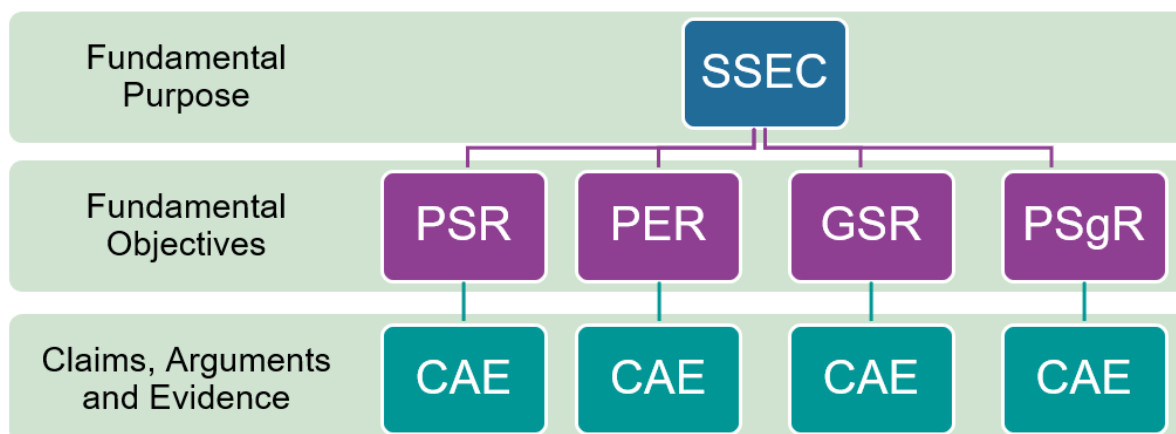 Fundamental
Purpose
SSEC
Fundamental
Objectives
PSR
PER
GSR
PSgR
Claims, Arguments
and Evidence
CAE
CAE
CAE
CAE